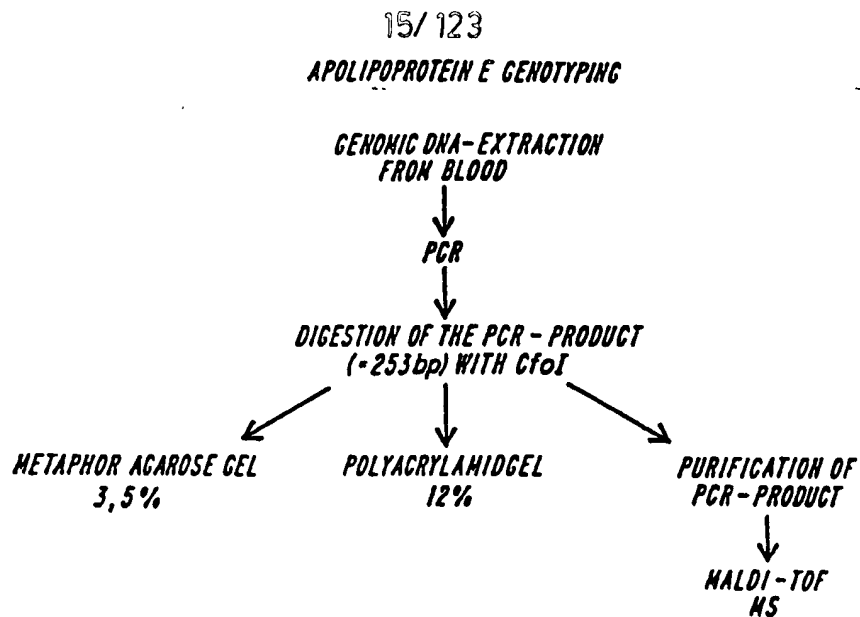 15/123
APOLIPOPROTEIN E GENOTYPING
GENOMIC DNA-EXTRACTION
FROM BLOOD
PCR
DIGESTION OF THE PCR-PRODUCT
(=253bp) WITH CfoI
METAPHOR AGAROSE GEL
3,5%
POLYACRYLAMIDGEL
12%
PURIFICATION OF
PCR-PRODUCT
MALDI-TOF
MS